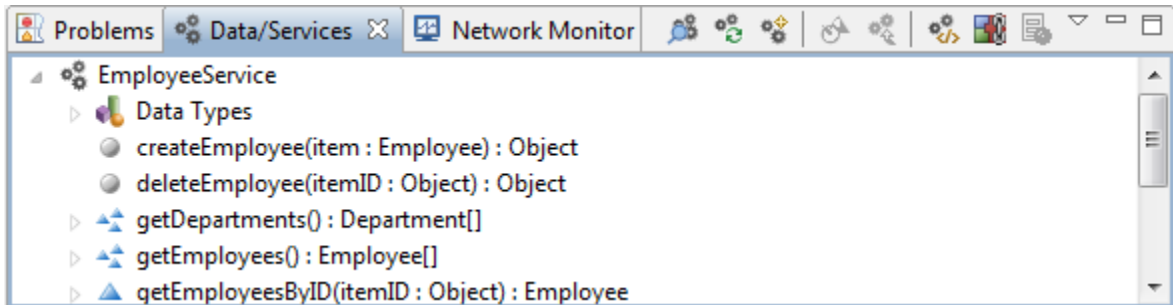 Problems Data/Services Network Monitor
EmployeeService
Data Types
createEmployee(item : Employee) : Object
deleteEmployee(itemID : Object) : Object
getDepartments() : Department[]
getEmployees() : Employee[]
getEmployeesByID(itemID : Object) : Employee